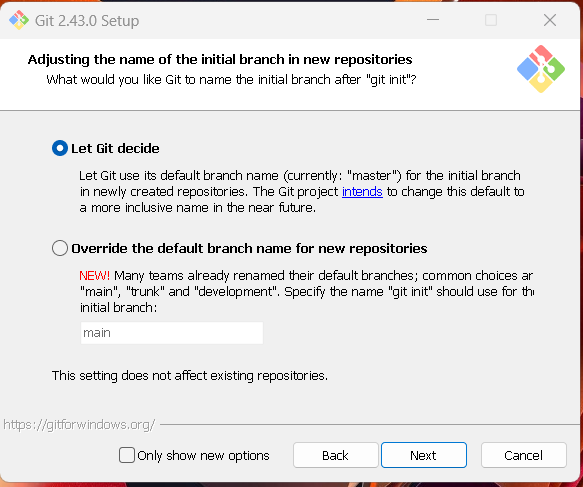 Git 2.43.0 Setup
Adjusting the name of the initial branch in new repositories
What would you like Git to name the initial branch after "git init"?
Let Git decide
Let Git use its default branch name (currently: "master") for the initial branch
in newly created repositories. The Git project intends to change this default to
a more inclusive name in the near future.
Override the default branch name for new repositories
NEW! Many teams already renamed their default branches; common choices ar
"main", "trunk" and "development". Specify the name "git init" should use for the
initial branch:
main
This setting does not affect existing repositories.
https://gitforwindows.org/
Only show new options
Back
Next
Cancel